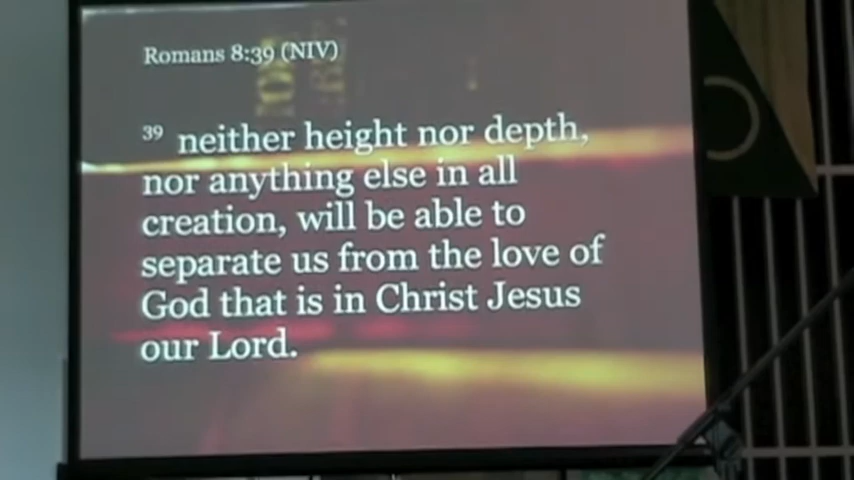 Romans 8:39 (NIV)
39 neither height nor depth,
nor anything else in all
creation, will be able to
separate us from the love of
God that is in Christ Jesus
our Lord.